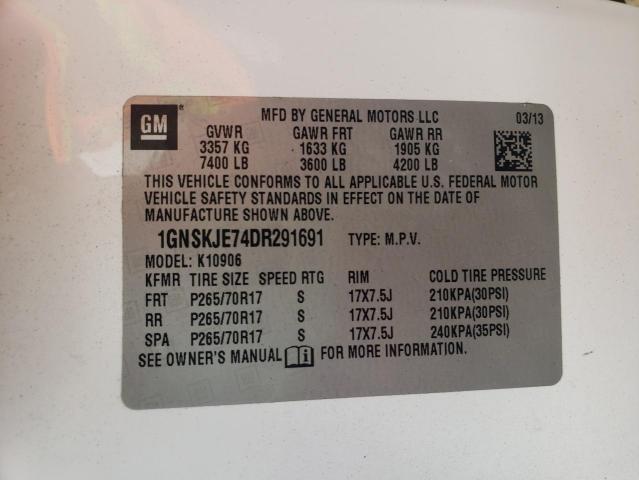 GM ®
MFD BY GENERAL MOTORS LLC 03/13
GVWR GAWR FRT GAWR RR
3357 KG 1633 KG 1905 KG
7400 LB 3600 LB 4200 LB
THIS VEHICLE CONFORMS TO ALL APPLICABLE U.S. FEDERAL MOTOR
VEHICLE SAFETY STANDARDS IN EFFECT ON THE DATE OF
MANUFACTURE SHOWN ABOVE.
1GNSKJE74DR291691 TYPE: M.P.V.
MODEL: K10906
KFMR TIRE SIZE SPEED RTG RIM COLD TIRE PRESSURE
FRT P265/70R17 S 17X7.5J 210KPA(30PSI)
RR P265/70R17 S 17X7.5J 210KPA(30PSI)
SPA P265/70R17 S 17X7.5J 240KPA(35PSI)
SEE OWNER'S MANUAL i FOR MORE INFORMATION.